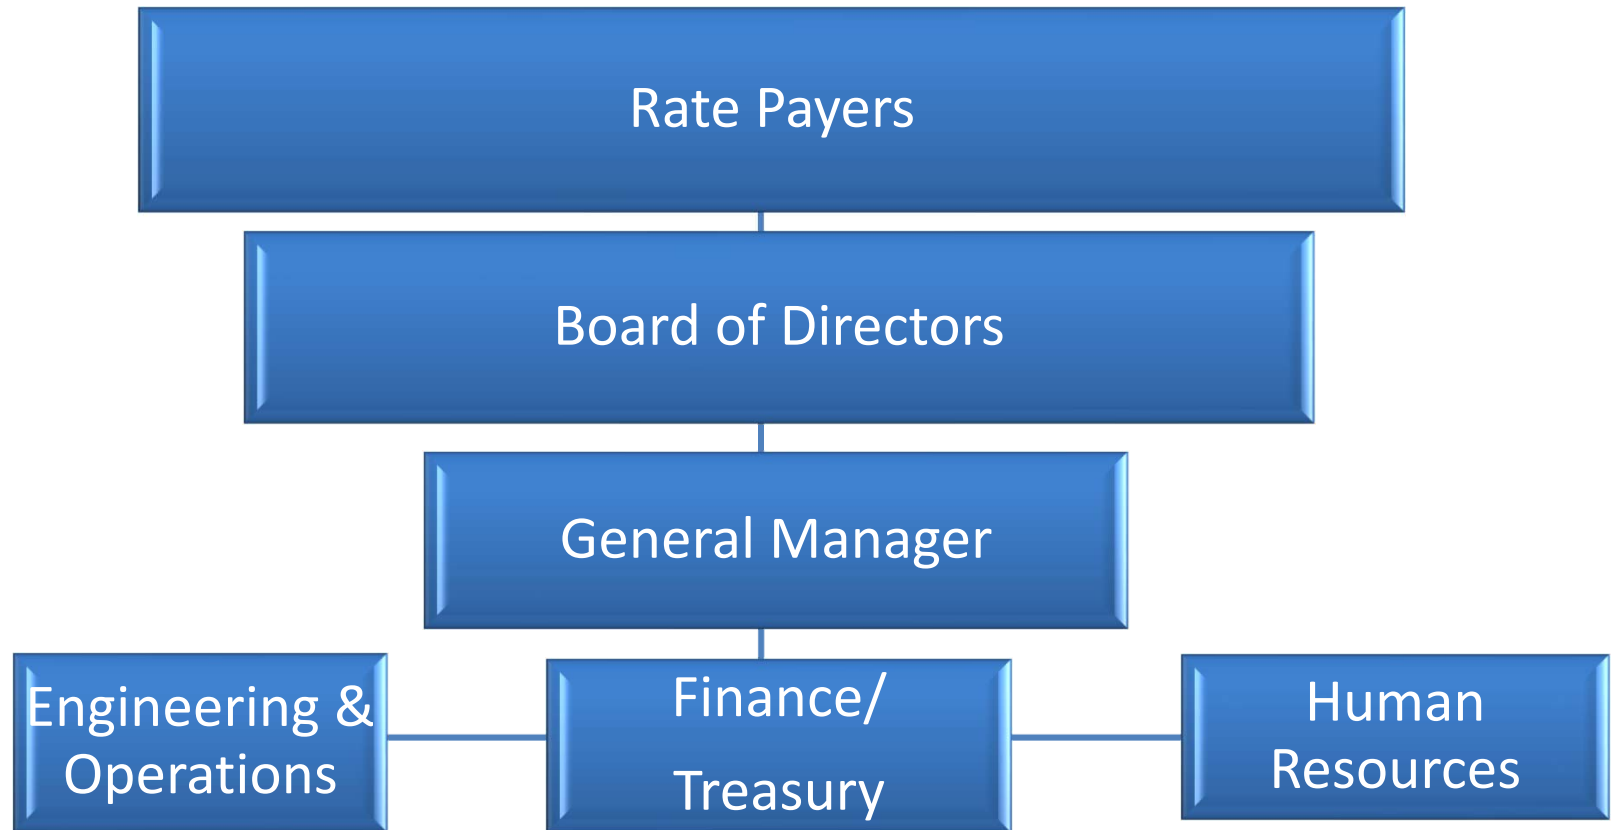 Rate Payers
Board of Directors
General Manager
Engineering &
Operations
Finance/
Treasury
Human
Resources